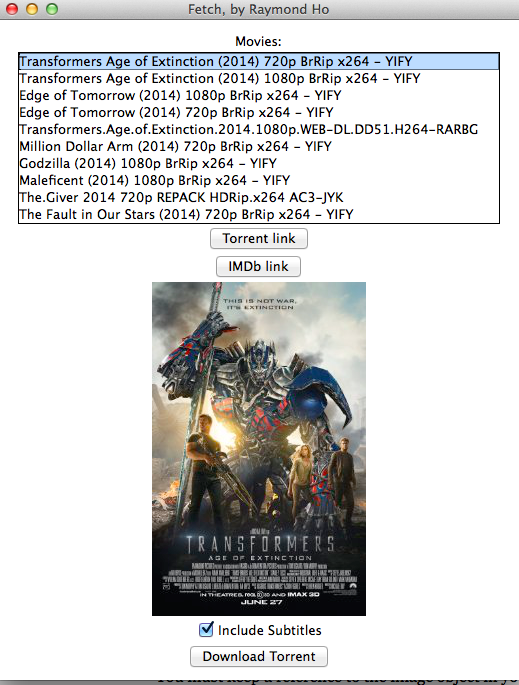 Fetch, by Raymond Ho
Movies:
Transformers Age of Extinction (2014) 720p BrRip x264 - YIFY
Transformers Age of Extinction (2014) 1080p BrRip x264 - YIFY
Edge of Tomorrow (2014) 1080p BrRip x264 - YIFY
Edge of Tomorrow (2014) 720p BrRip x264 - YIFY
Transformers.Age.of.Extinction.2014.1080p.WEB-DL.DD51.H264-RARBG
Million Dollar Arm (2014) 720p BrRip x264 - YIFY
Godzilla (2014) 1080p BrRip x264 - YIFY
Maleficent (2014) 1080p BrRip x264 - YIFY
The.Giver 2014 720p REPACK HDRip.x264 AC3-JYK
The Fault in Our Stars (2014) 720p BrRip x264 - YIFY
Torrent link
IMDb link
THIS IS NOT WAR,
IT'S EXTINCTION
TRANSFORMERS
AGE OF EXTINCTION
IN THEATRES, REAL D 3D AND IMAX 3D
JUNE 27
Include Subtitles
Download Torrent
You must keep a reference to the image object in yo